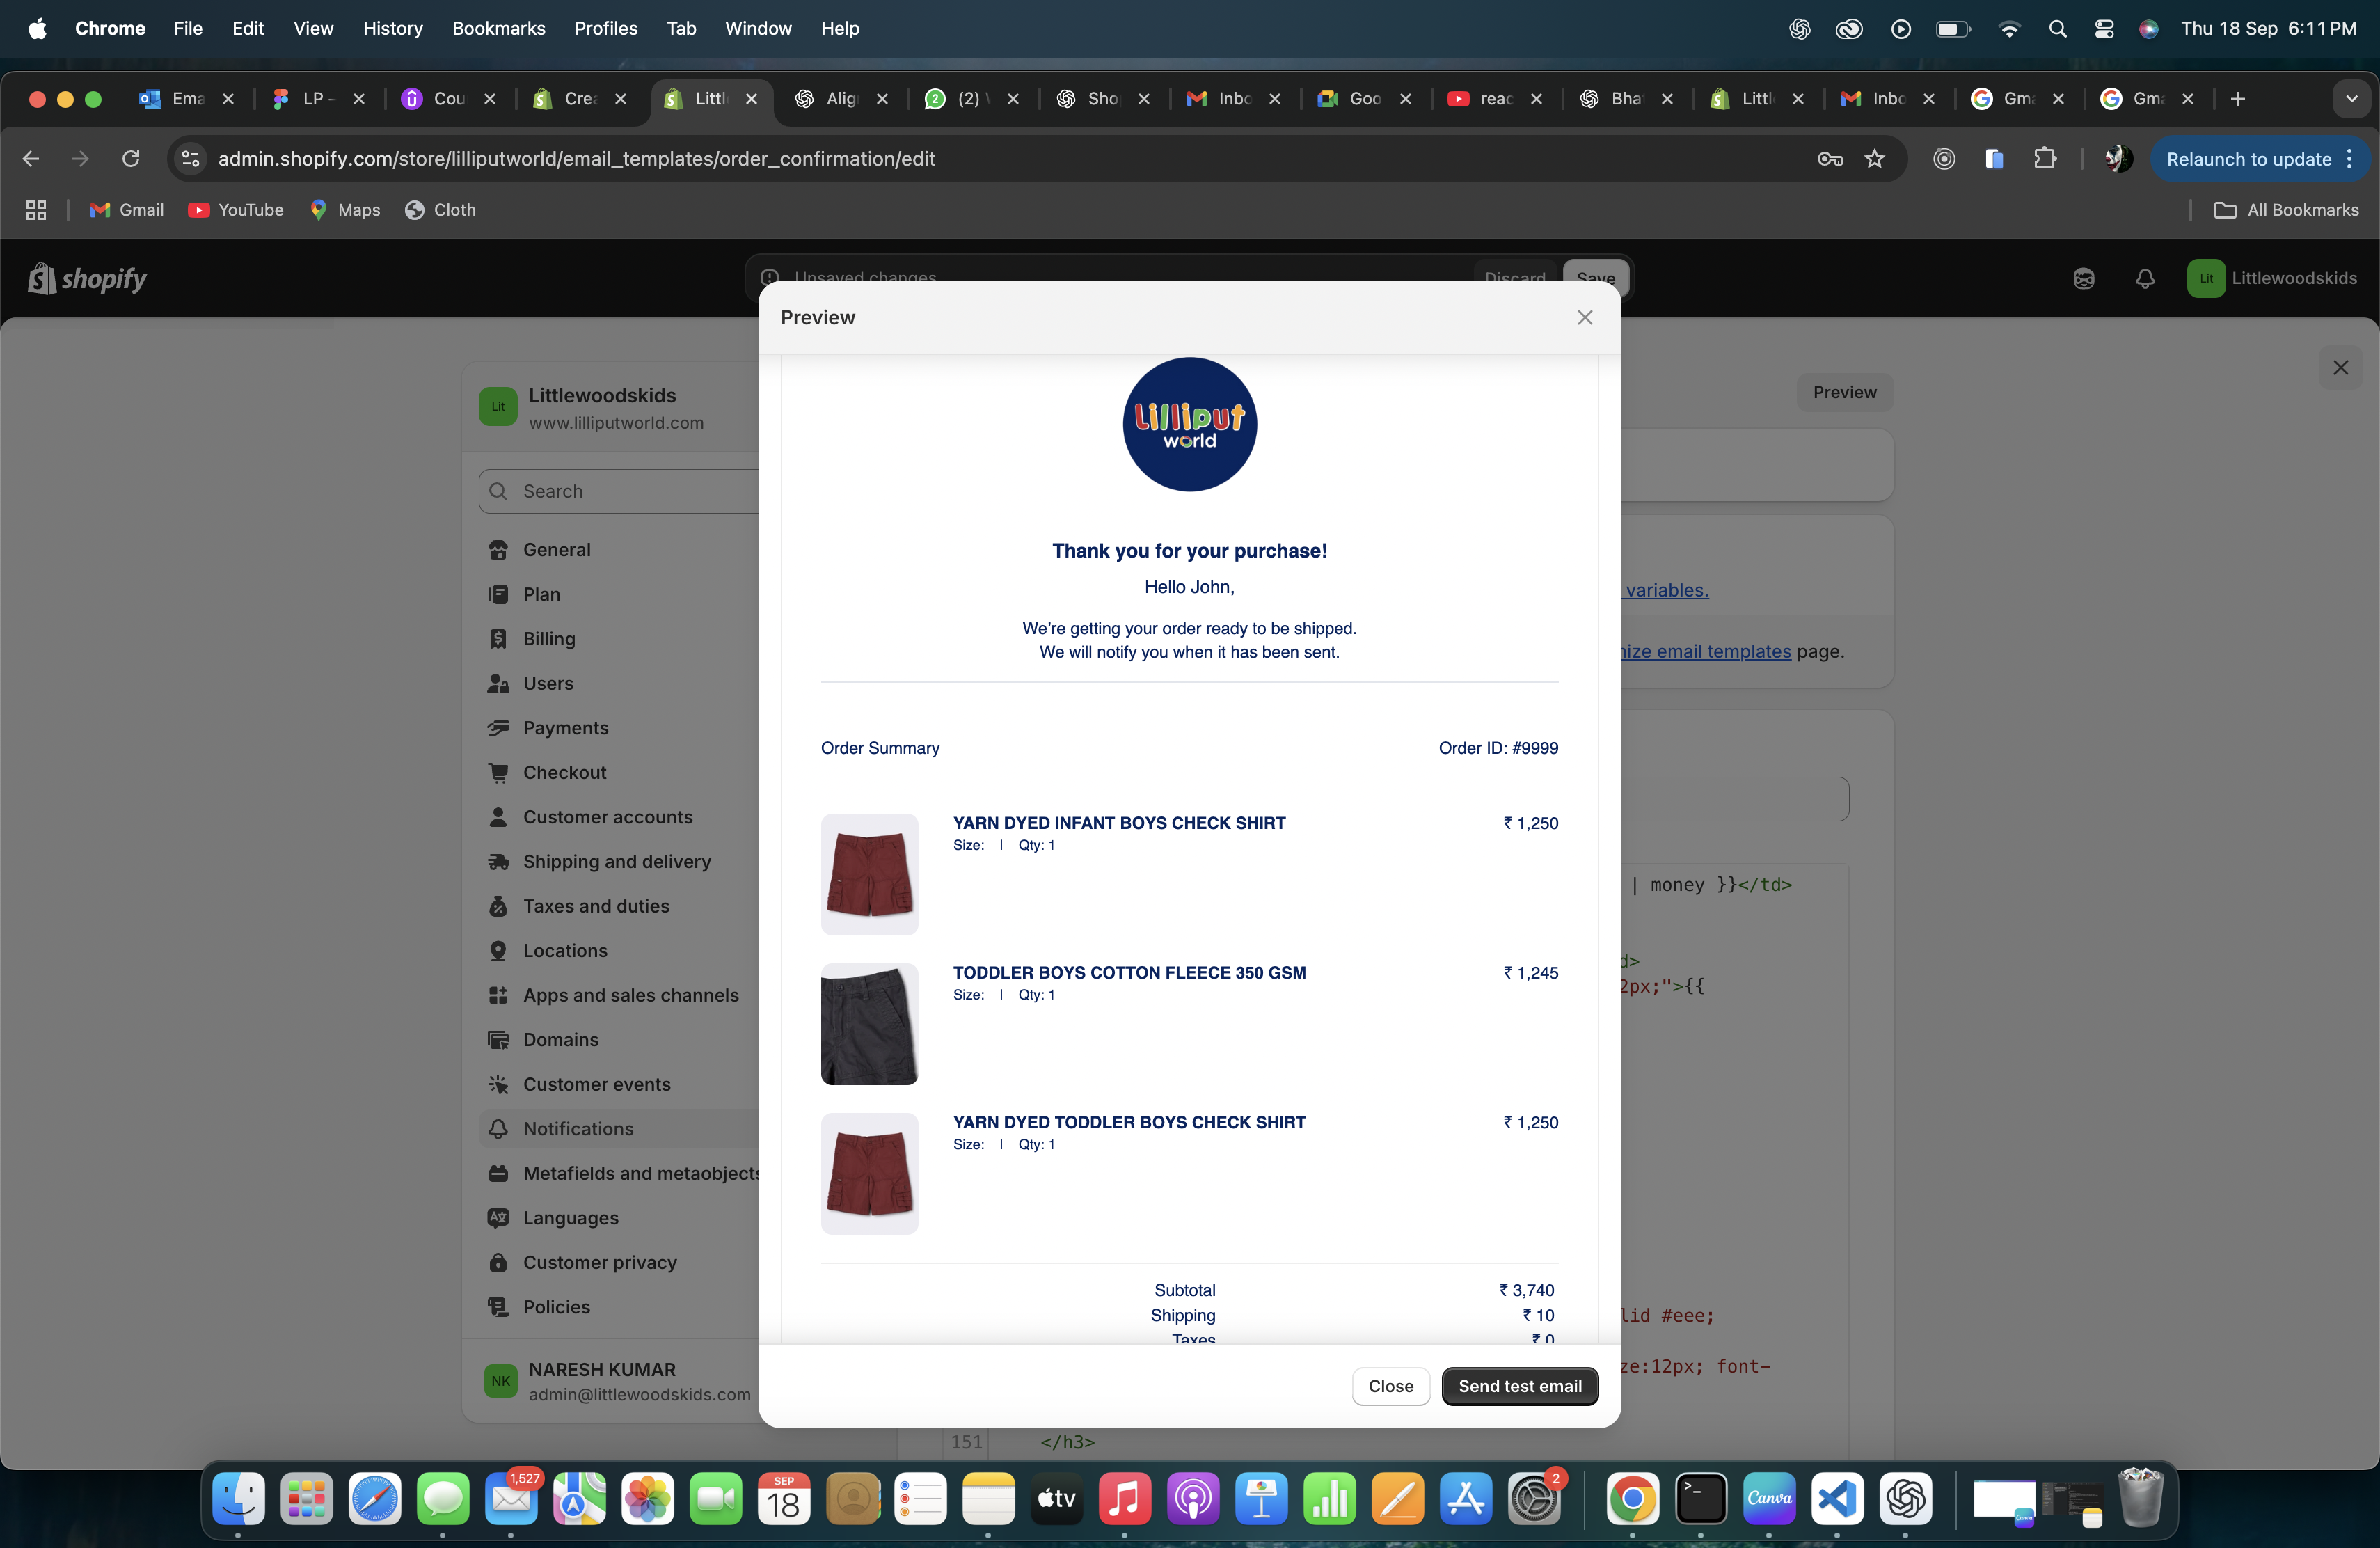 Chrome File Edit View History Bookmarks Profiles Tab Window Help Thu 18 Sep 6:11 PM
Ema LP - Cou Crea Littl Alig (2) Sho Inbo Goo reac Bha Littl Inbo Gma Gma
admin.shopify.com/store/lilliputworld/email_templates/order_confirmation/edit Relaunch to update
Gmail YouTube Maps Cloth All Bookmarks
shopify Unsaved changes Discard Save Lit Littlewoodskids
Preview
Lit Littlewoodskids
www.lilliputworld.com
Preview
Search
General
Plan
Billing
Users
Payments
Checkout
Customer accounts
Shipping and delivery
Taxes and duties
Locations
Apps and sales channels
Domains
Customer events
Notifications
Metafields and metaobjects
Languages
Customer privacy
Policies
NK NARESH KUMAR
admin@littlewoodskids.com
Lilliput
world
Thank you for your purchase!
Hello John,
We're getting your order ready to be shipped.
We will notify you when it has been sent.
Order Summary Order ID: #9999
YARN DYED INFANT BOYS CHECK SHIRT ₹ 1,250
Size: | Qty: 1
TODDLER BOYS COTTON FLEECE 350 GSM ₹ 1,245
Size: | Qty: 1
YARN DYED TODDLER BOYS CHECK SHIRT ₹ 1,250
Size: | Qty: 1
Subtotal ₹ 3,740
Shipping ₹ 10
Taxes ₹ 0
Close Send test email
variables.
ize email templates page.
| money }}</td>
d>
2px;">{{
lid #eee;
ze:12px; font-
151 </h3>
1,527 SEP 18 tv 2 >_ Canva